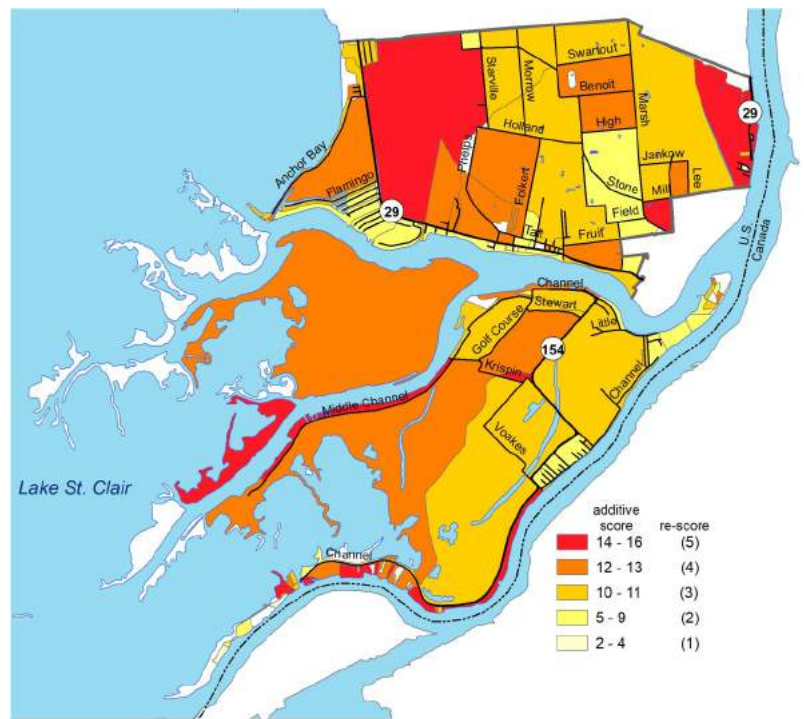 Swartout
Starville
Morrow
Benoit
Marsh
29
High
Holland
Anchor Bay
Phelps
Jankow
Flamingo
Folkert
Stone
Mill
Lee
29
Field
Taft
Fruit
U.S.
Canada
Channel
Stewart
Little
Golf Course
154
Krispin
Channel
Middle Channel
Voakes
Lake St. Clair
Channel
additive
score re-score
14 - 16 (5)
12 - 13 (4)
10 - 11 (3)
5 - 9 (2)
2 - 4 (1)